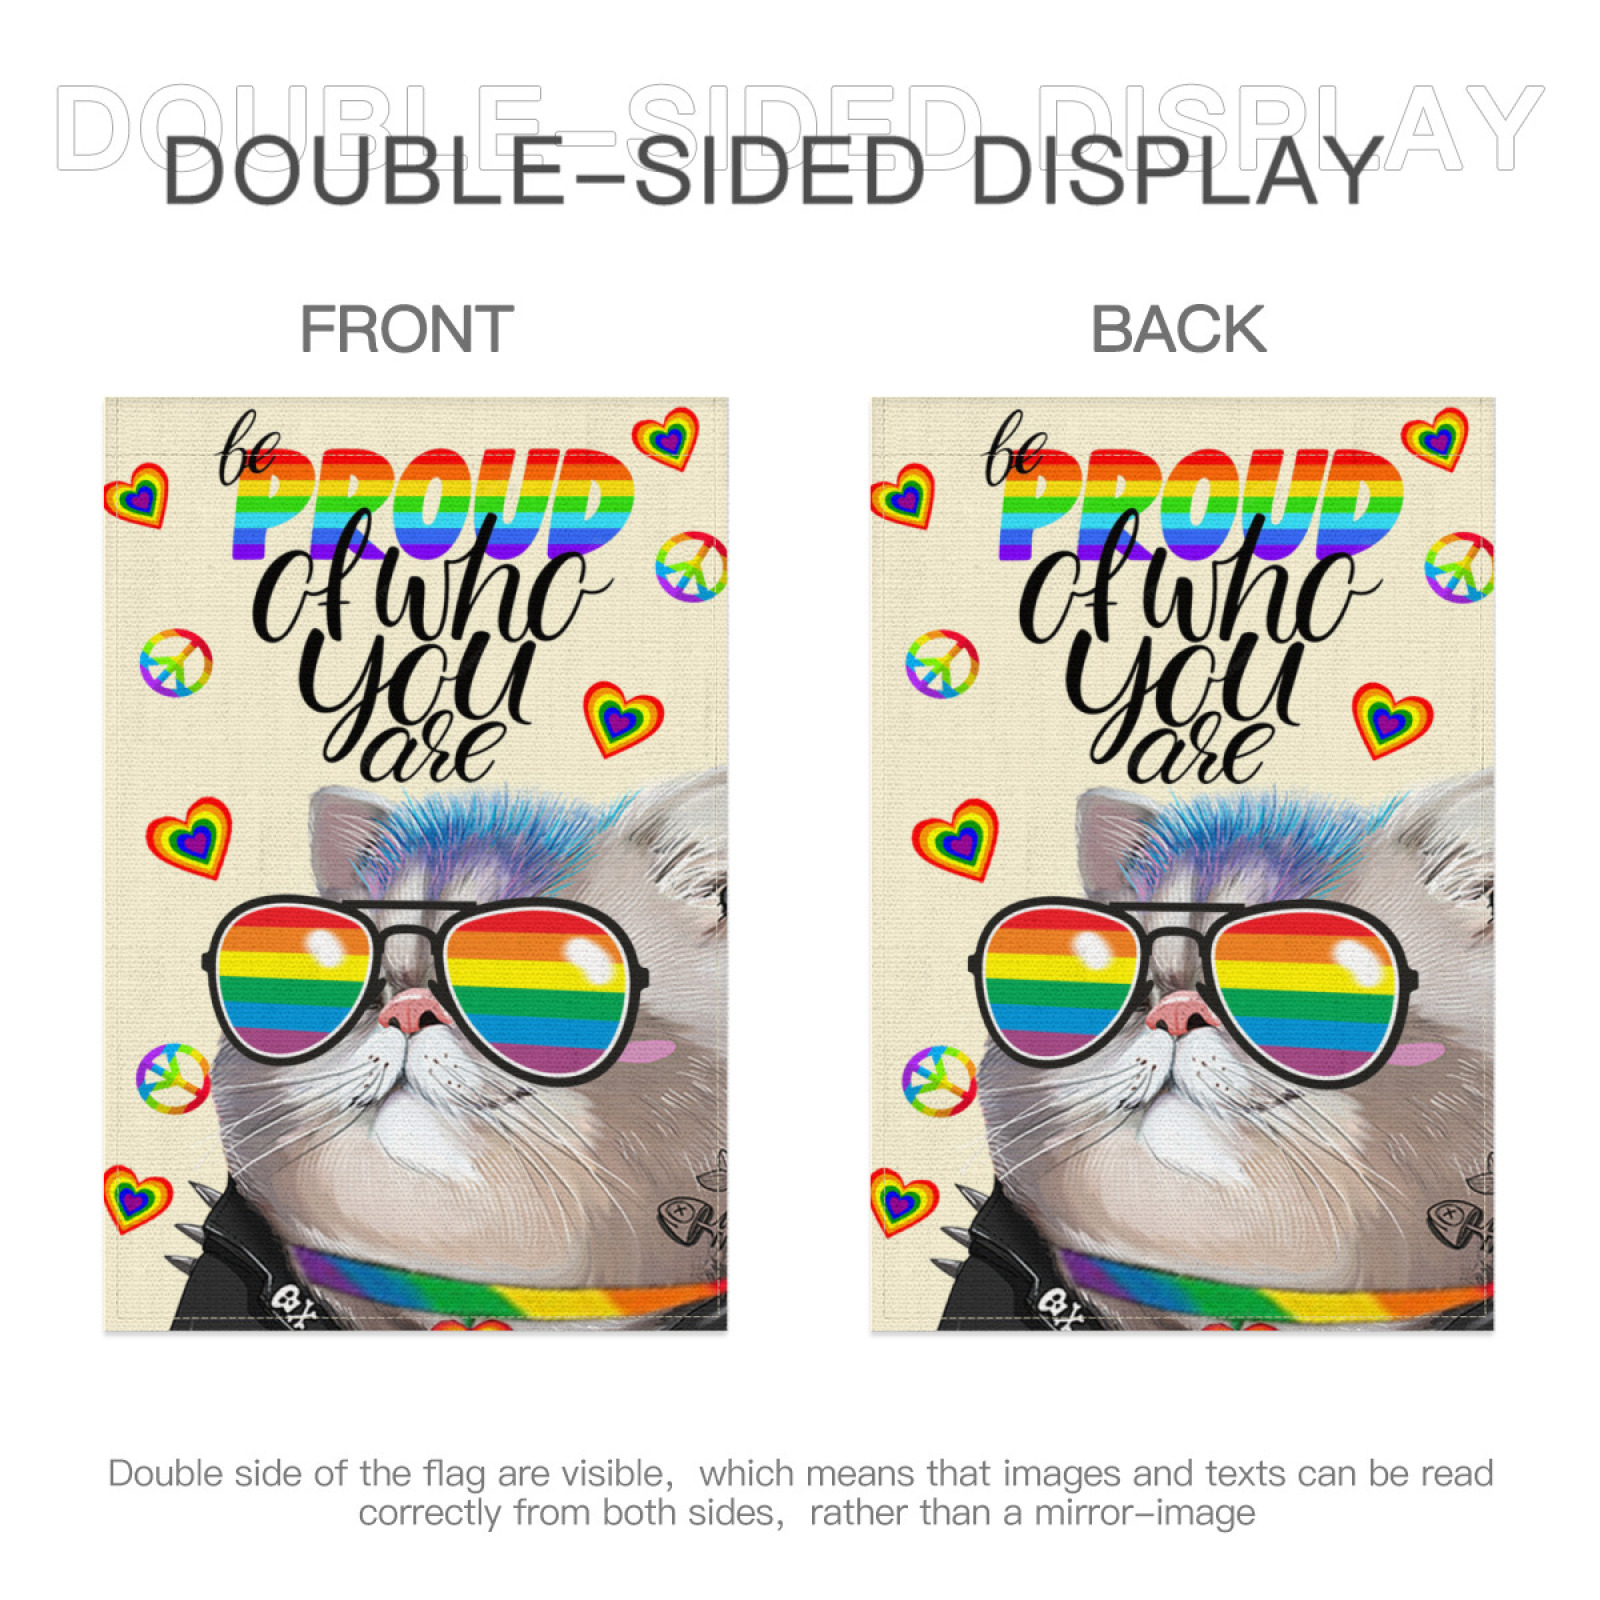 DOUBLE-SIDED DISPLAY
DOUBLE-SIDED DISPLAY
FRONT
BACK
be
PROUD
of who
you
are
be
PROUD
of who
you
are
Double side of the flag are visible, which means that images and texts can be read
correctly from both sides, rather than a mirror-image